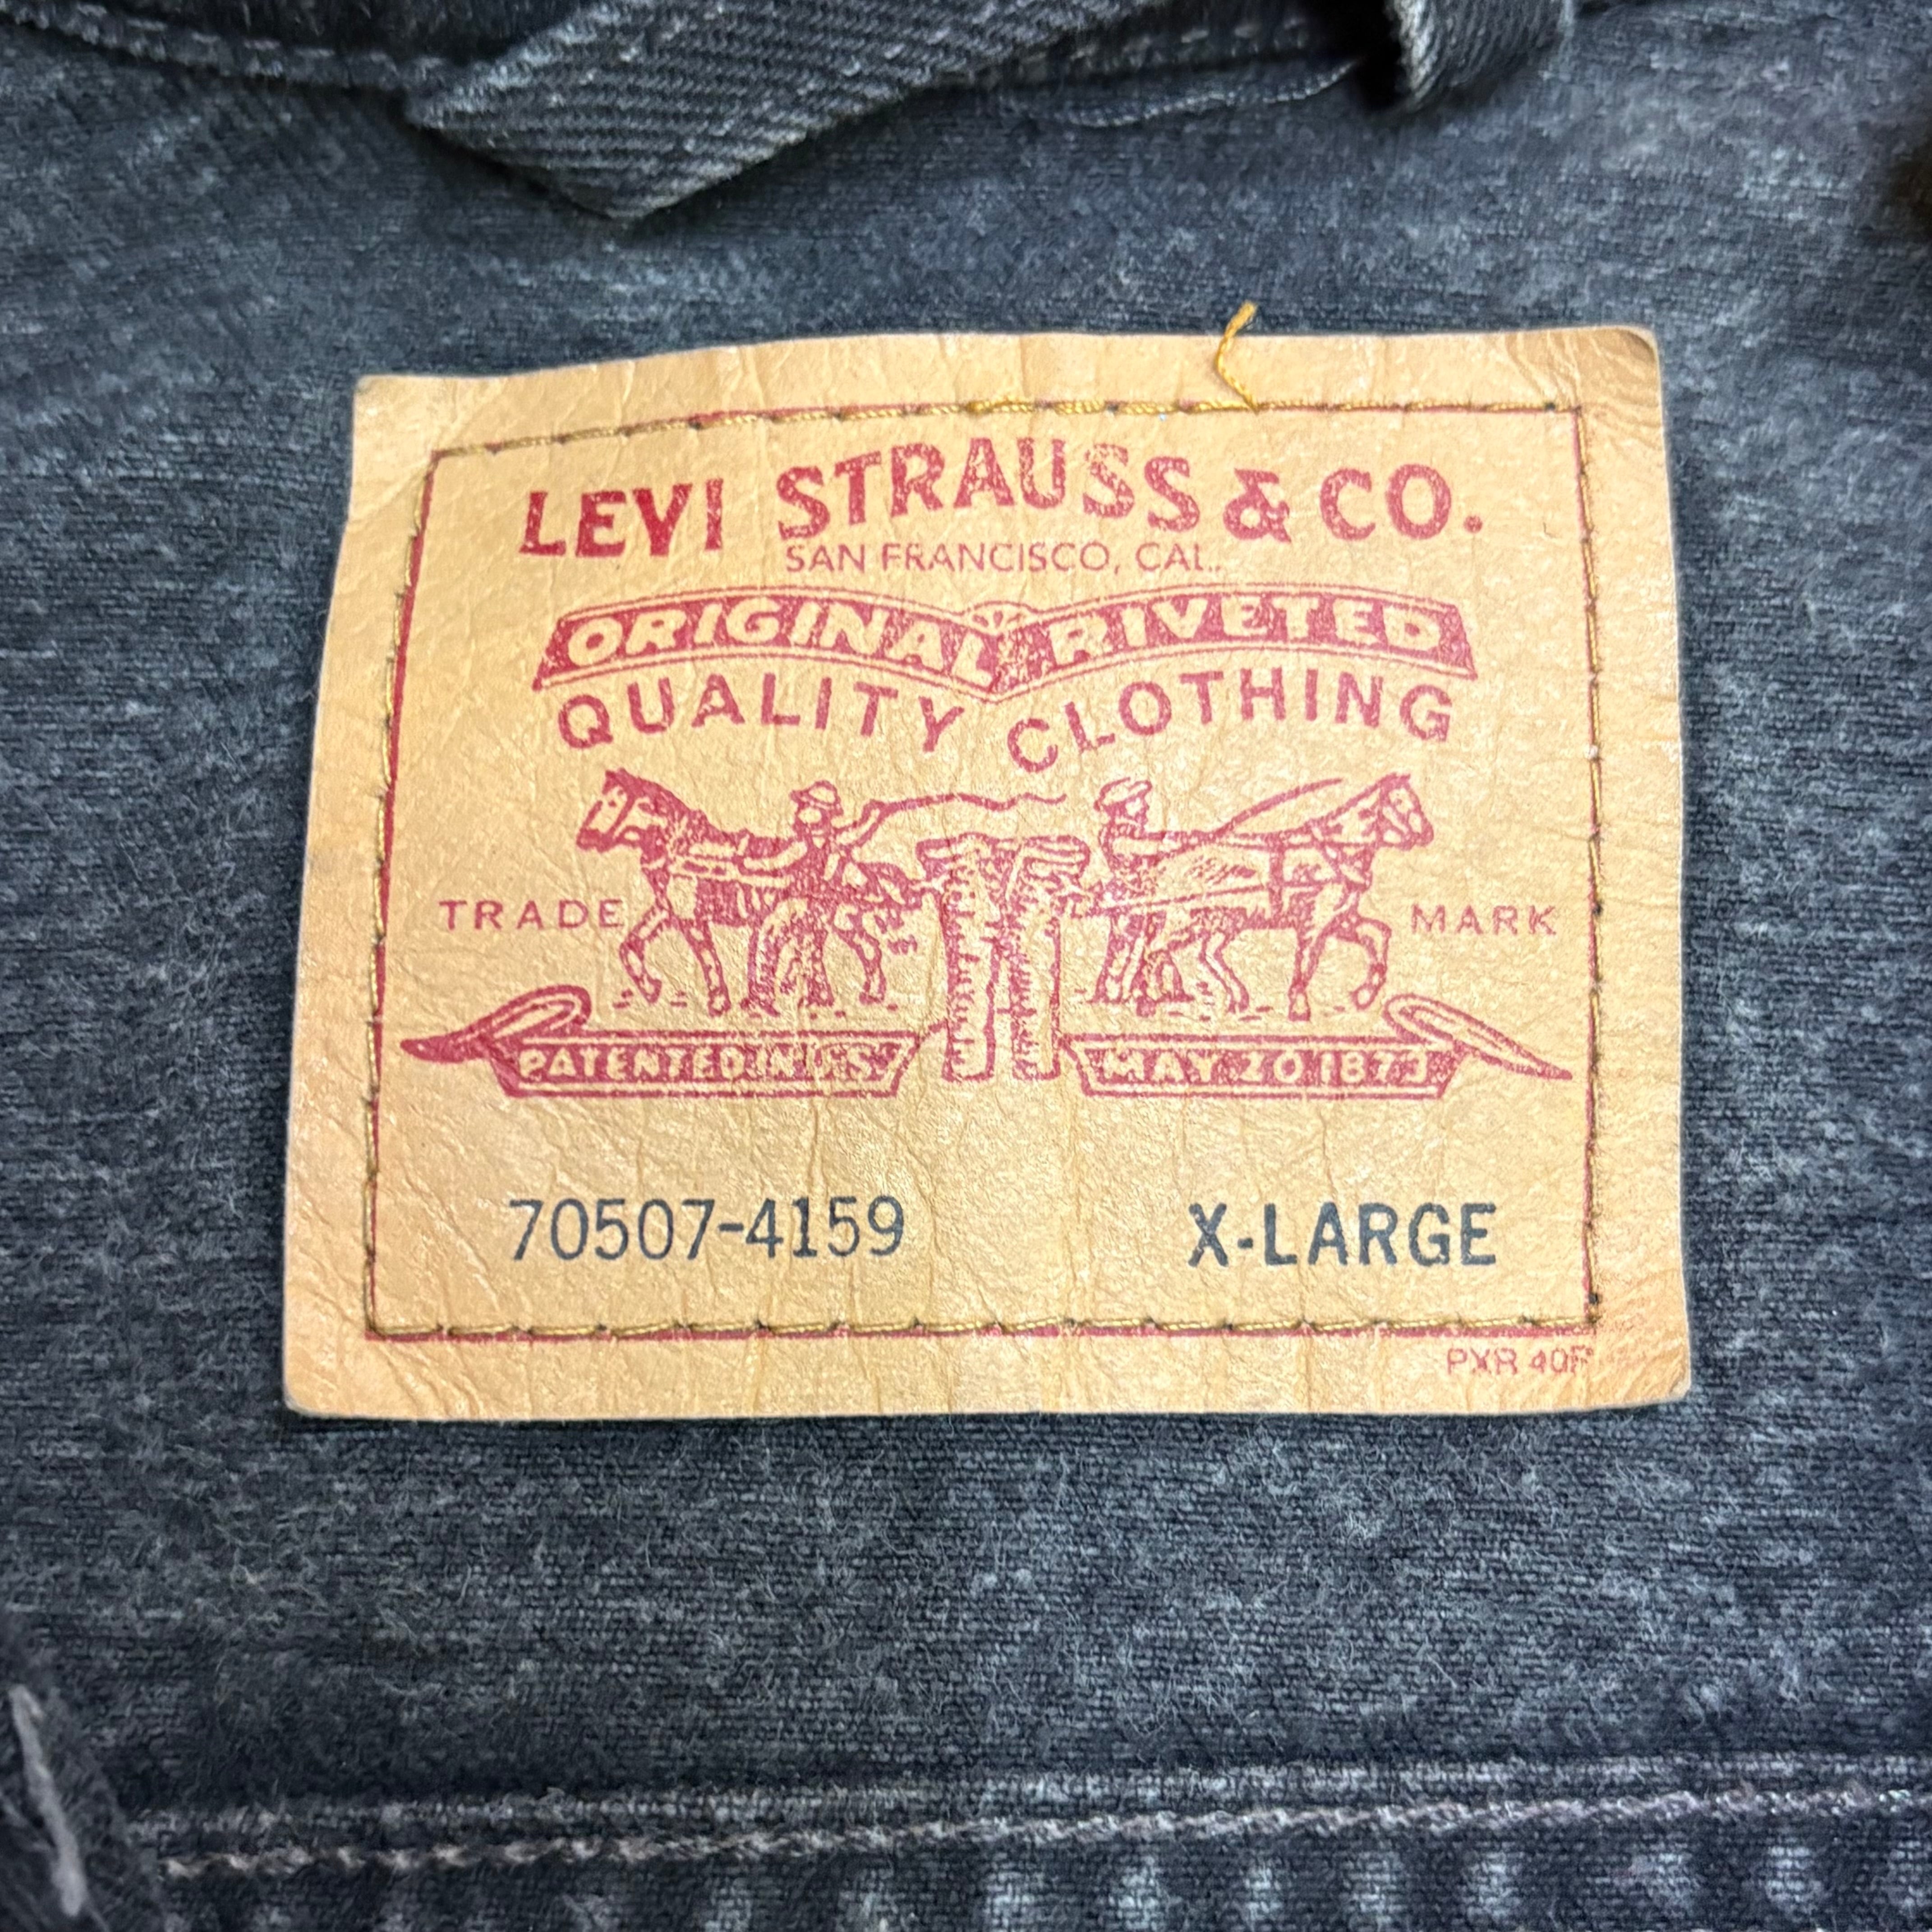 LEVI STRAUSS & CO.
SAN FRANCISCO, CAL.
ORIGINAL RIVETED
QUALITY CLOTHING
TRADE MARK
PATENTED IN U.S. MAY 20 1873
70507-4159 X-LARGE
PXR 40F